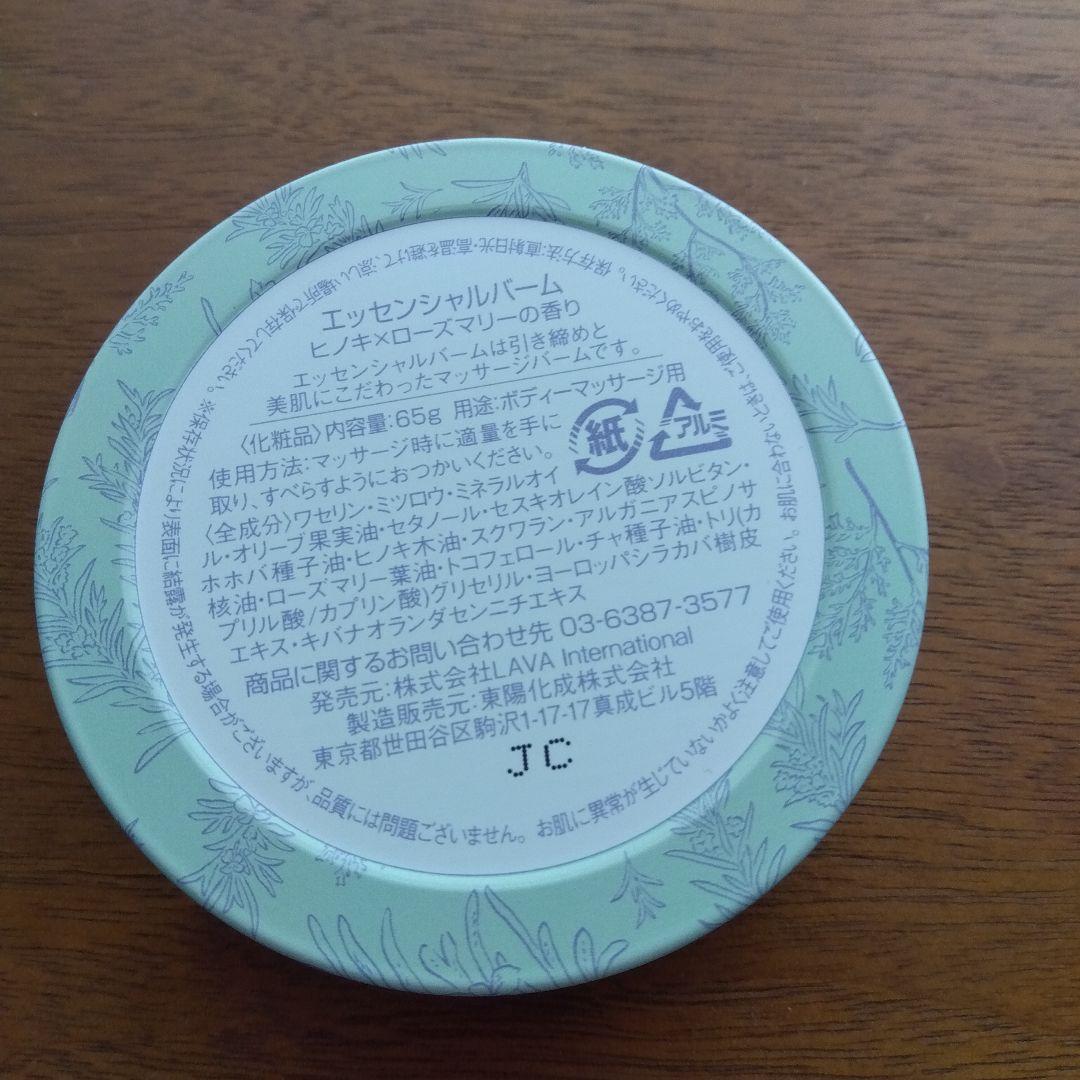 エッセンシャルバーム
ヒノキ×ローズマリーの香り
エッセンシャルバームは引き締めと
美肌にこだわったマッサージバームです。
〈化粧品〉内容量:65g 用途:ボディーマッサージ用
使用方法:マッサージ時に適量を手に
取り、すべらすようにおつかいください。
紙
アルミ
〈全成分〉ワセリン・ミツロウ・ミネラルオイ
ル・オリーブ果実油・セタノール・セスキオレイン酸ソルビタン・
ホホバ種子油・ヒノキ木油・スクワラン・アルガニアスピノサ
核油・ローズマリー葉油・トコフェロール・チャ種子油・トリ(カ
プリル酸/カプリン酸)グリセリル・ヨーロッパシラカバ樹皮
エキス・キバナオランダセンニチエキス
商品に関するお問い合わせ先 03-6387-3577
発売元:株式会社LAVA International
製造販売元:東陽化成株式会社
東京都世田谷区駒沢1-17-17真成ビル5階
JC
保存方法:直射日光・高温を避けて、涼しい場所で保存してください。※保存状況により表面に結露が発生する場合がございますが、品質には問題ございません。お肌に異常が生じていないかよく注意してご使用ください。お肌に合わないときは、ご使用をおやめください。